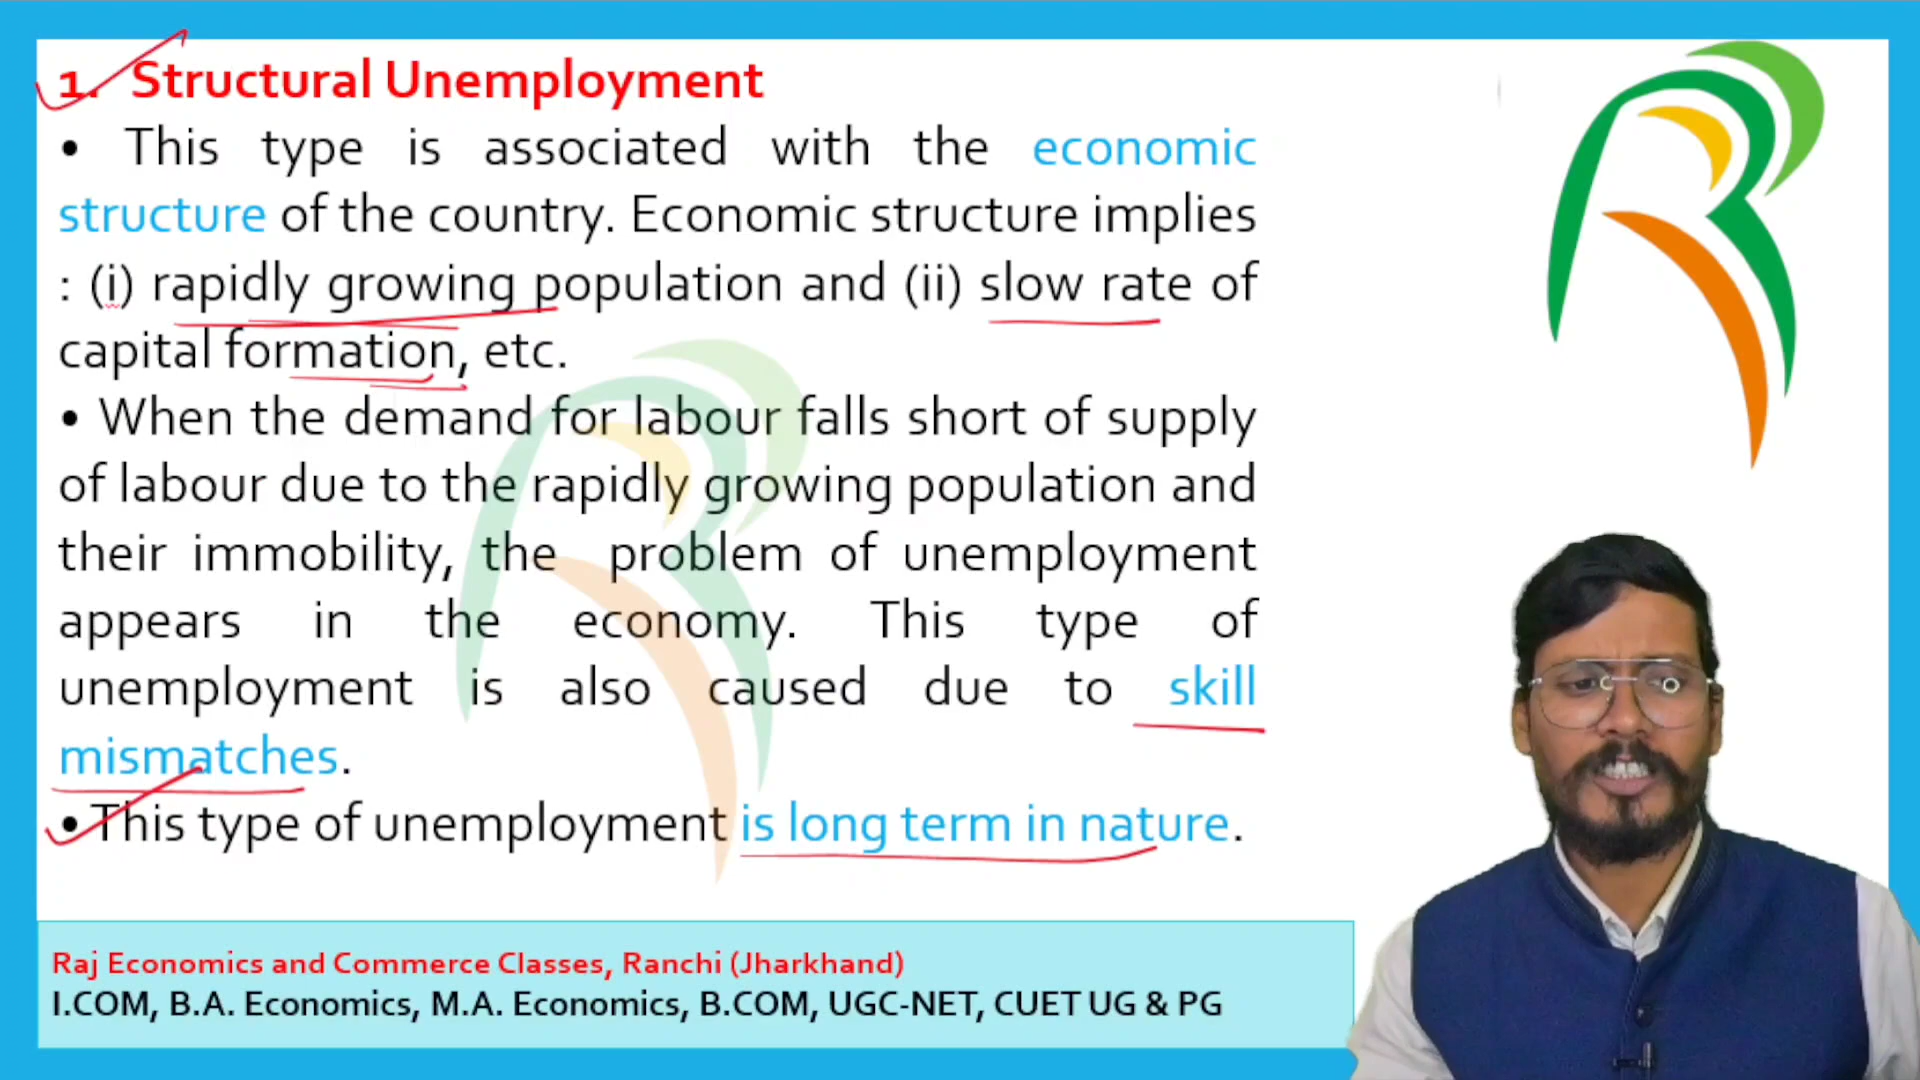 1. Structural Unemployment
• This type is associated with the economic
structure of the country. Economic structure implies
: (i) rapidly growing population and (ii) slow rate of
capital formation, etc.
• When the demand for labour falls short of supply
of labour due to the rapidly growing population and
their immobility, the problem of unemployment
appears in the economy. This type of
unemployment is also caused due to skill
mismatches.
• This type of unemployment is long term in nature.
Raj Economics and Commerce Classes, Ranchi (Jharkhand)
I.COM, B.A. Economics, M.A. Economics, B.COM, UGC-NET, CUET UG & PG